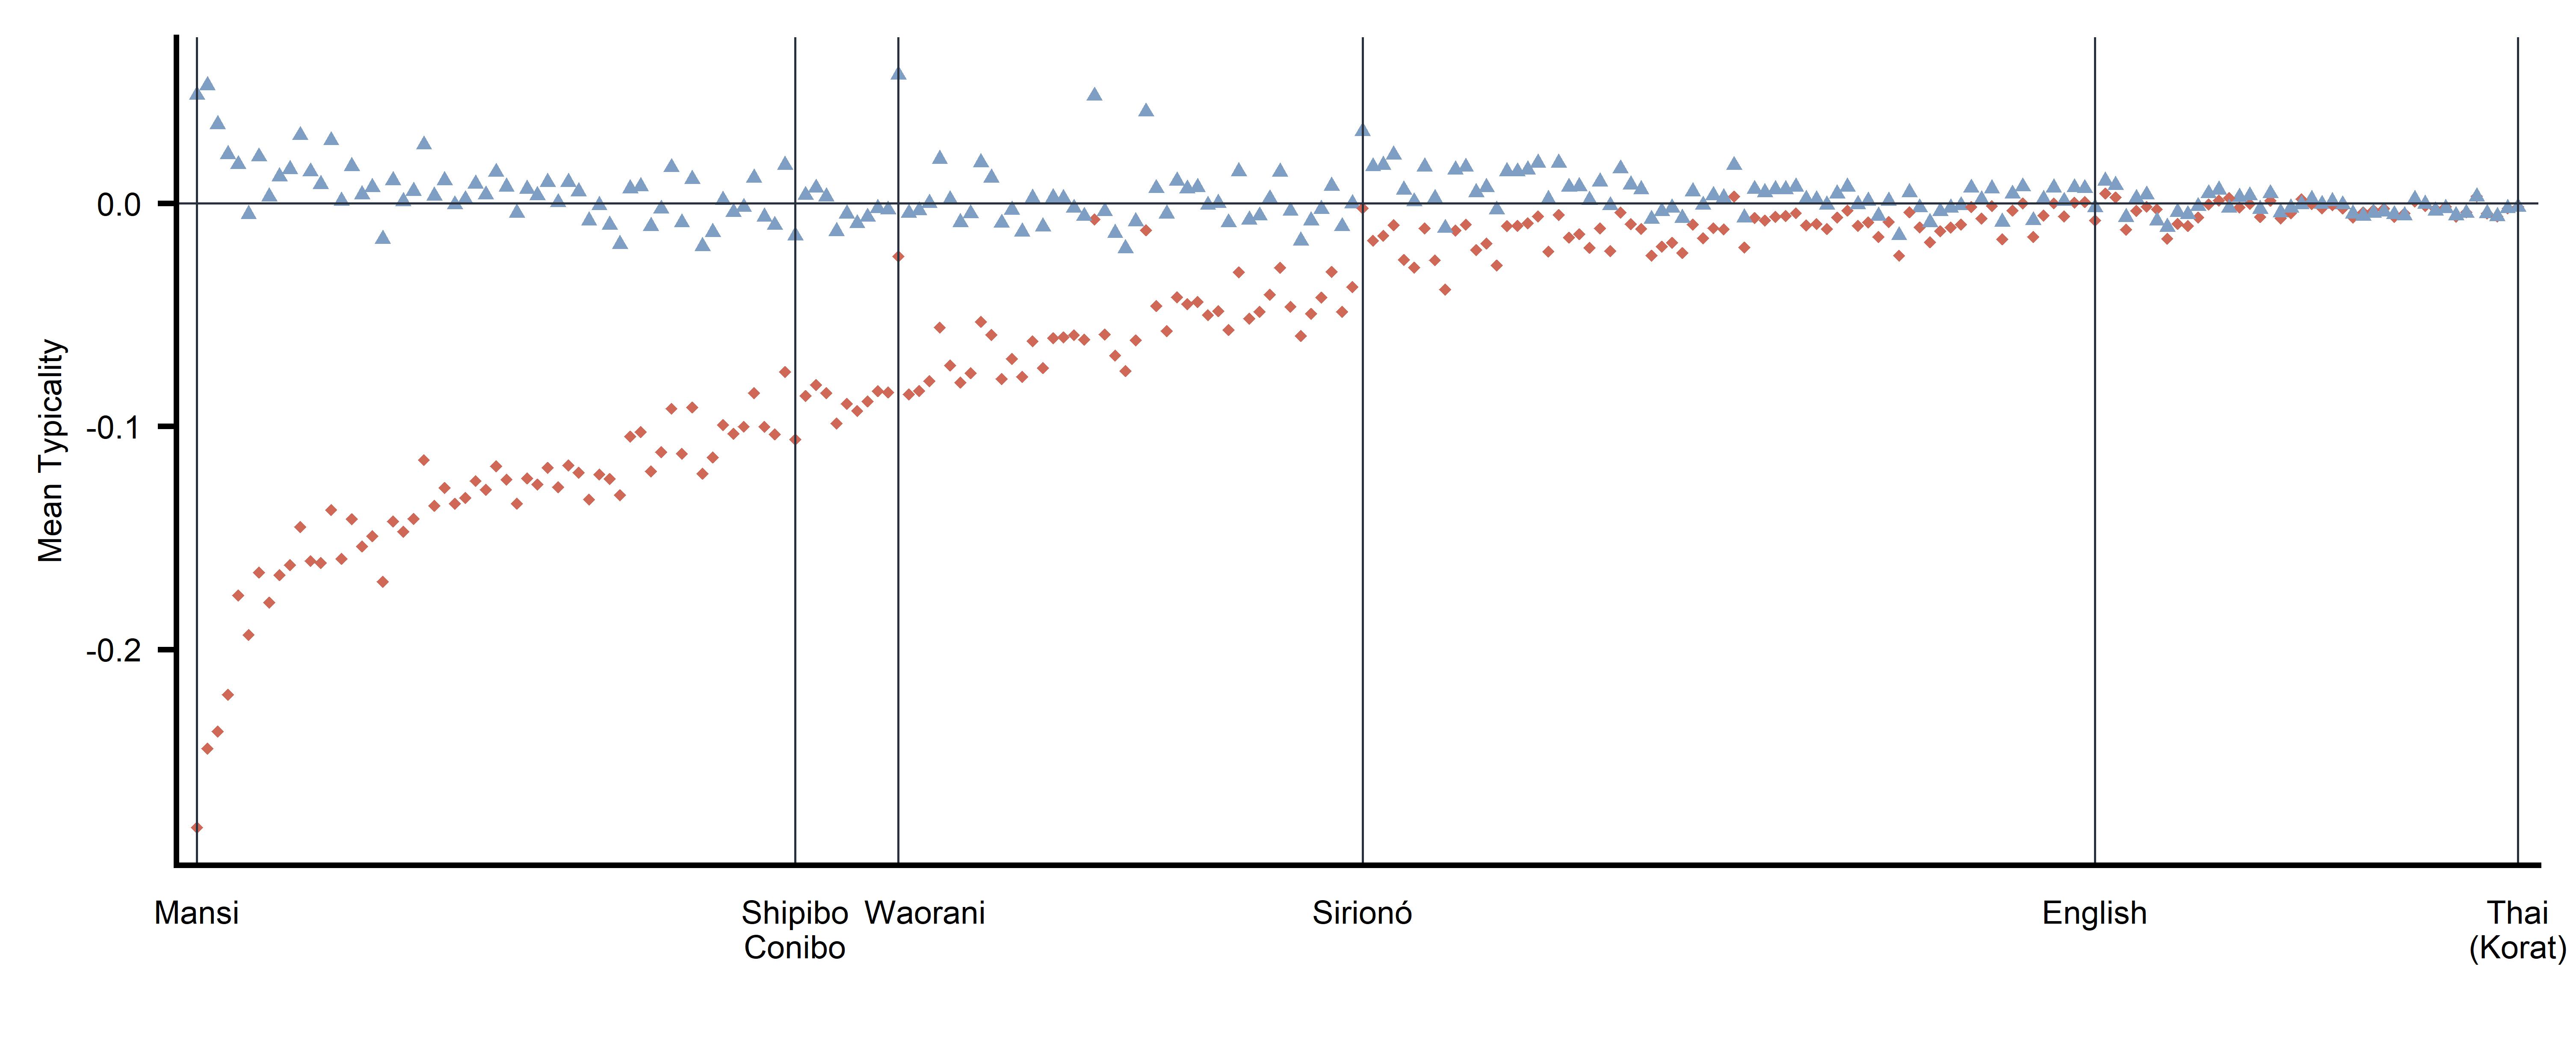 0.0
-0.1
-0.2
Mean Typicality
Mansi
Shipibo
Conibo
Waorani
Sirionó
English
Thai
(Korat)